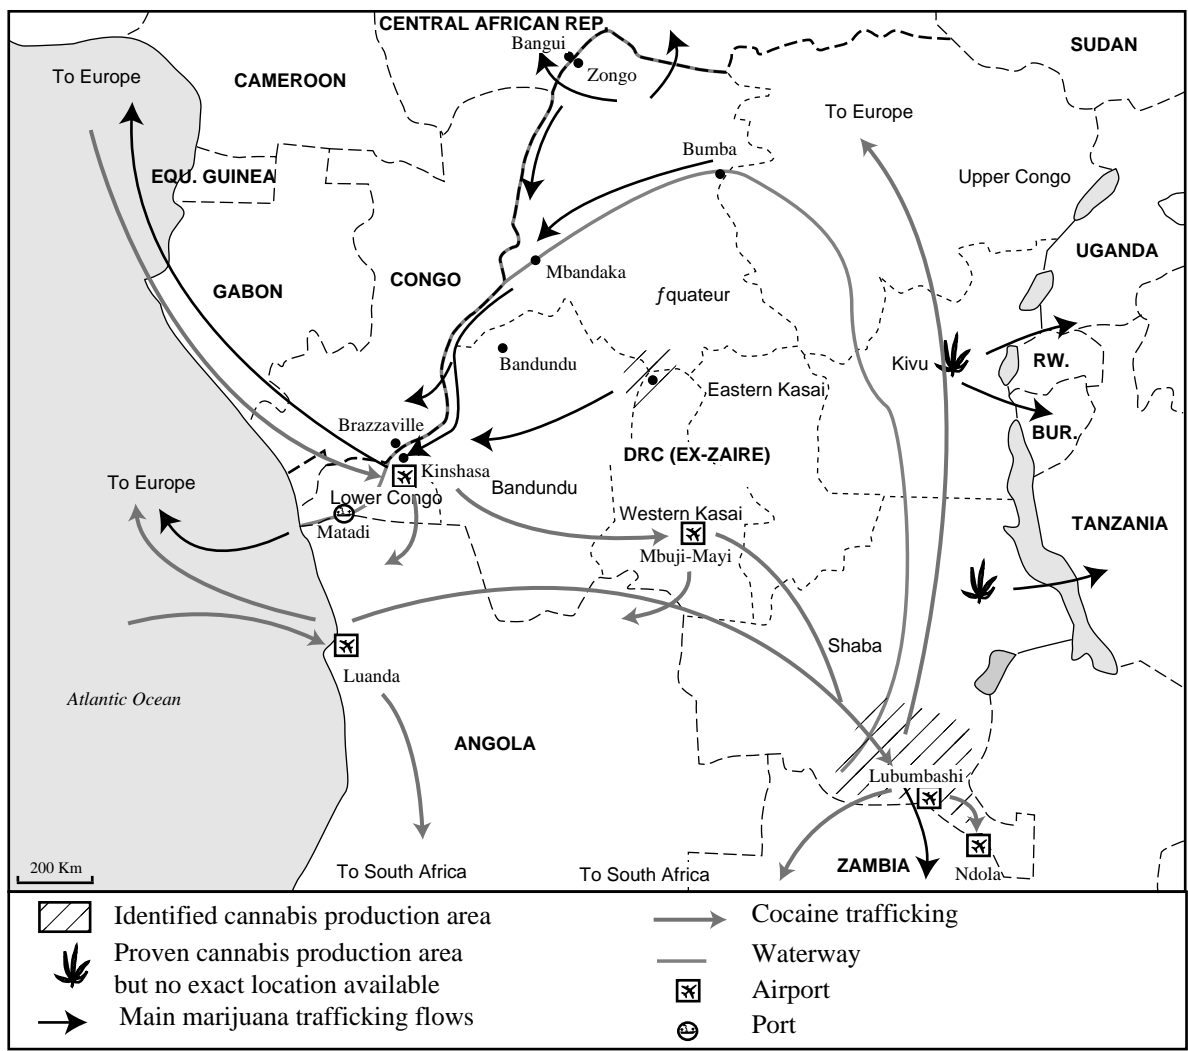 CENTRAL AFRICAN REP.
Bangui
SUDAN
To Europe
CAMEROON
Zongo
To Europe
Bumba
EQU. GUINEA
Upper Congo
UGANDA
Mbandaka
CONGO
GABON
ƒquateur
Bandundu
Kivu
RW.
Eastern Kasai
Brazzaville
BUR.
DRC (EX-ZAIRE)
Kinshasa
To Europe
Bandundu
Lower Congo
Western Kasai
TANZANIA
Matadi
Mbuji-Mayi
Shaba
Luanda
Atlantic Ocean
ANGOLA
Lubumbashi
200 Km
To South Africa
To South Africa
ZAMBIA
Ndola
Identified cannabis production area
Proven cannabis production area
but no exact location available
Main marijuana trafficking flows
Cocaine trafficking
Waterway
Airport
Port